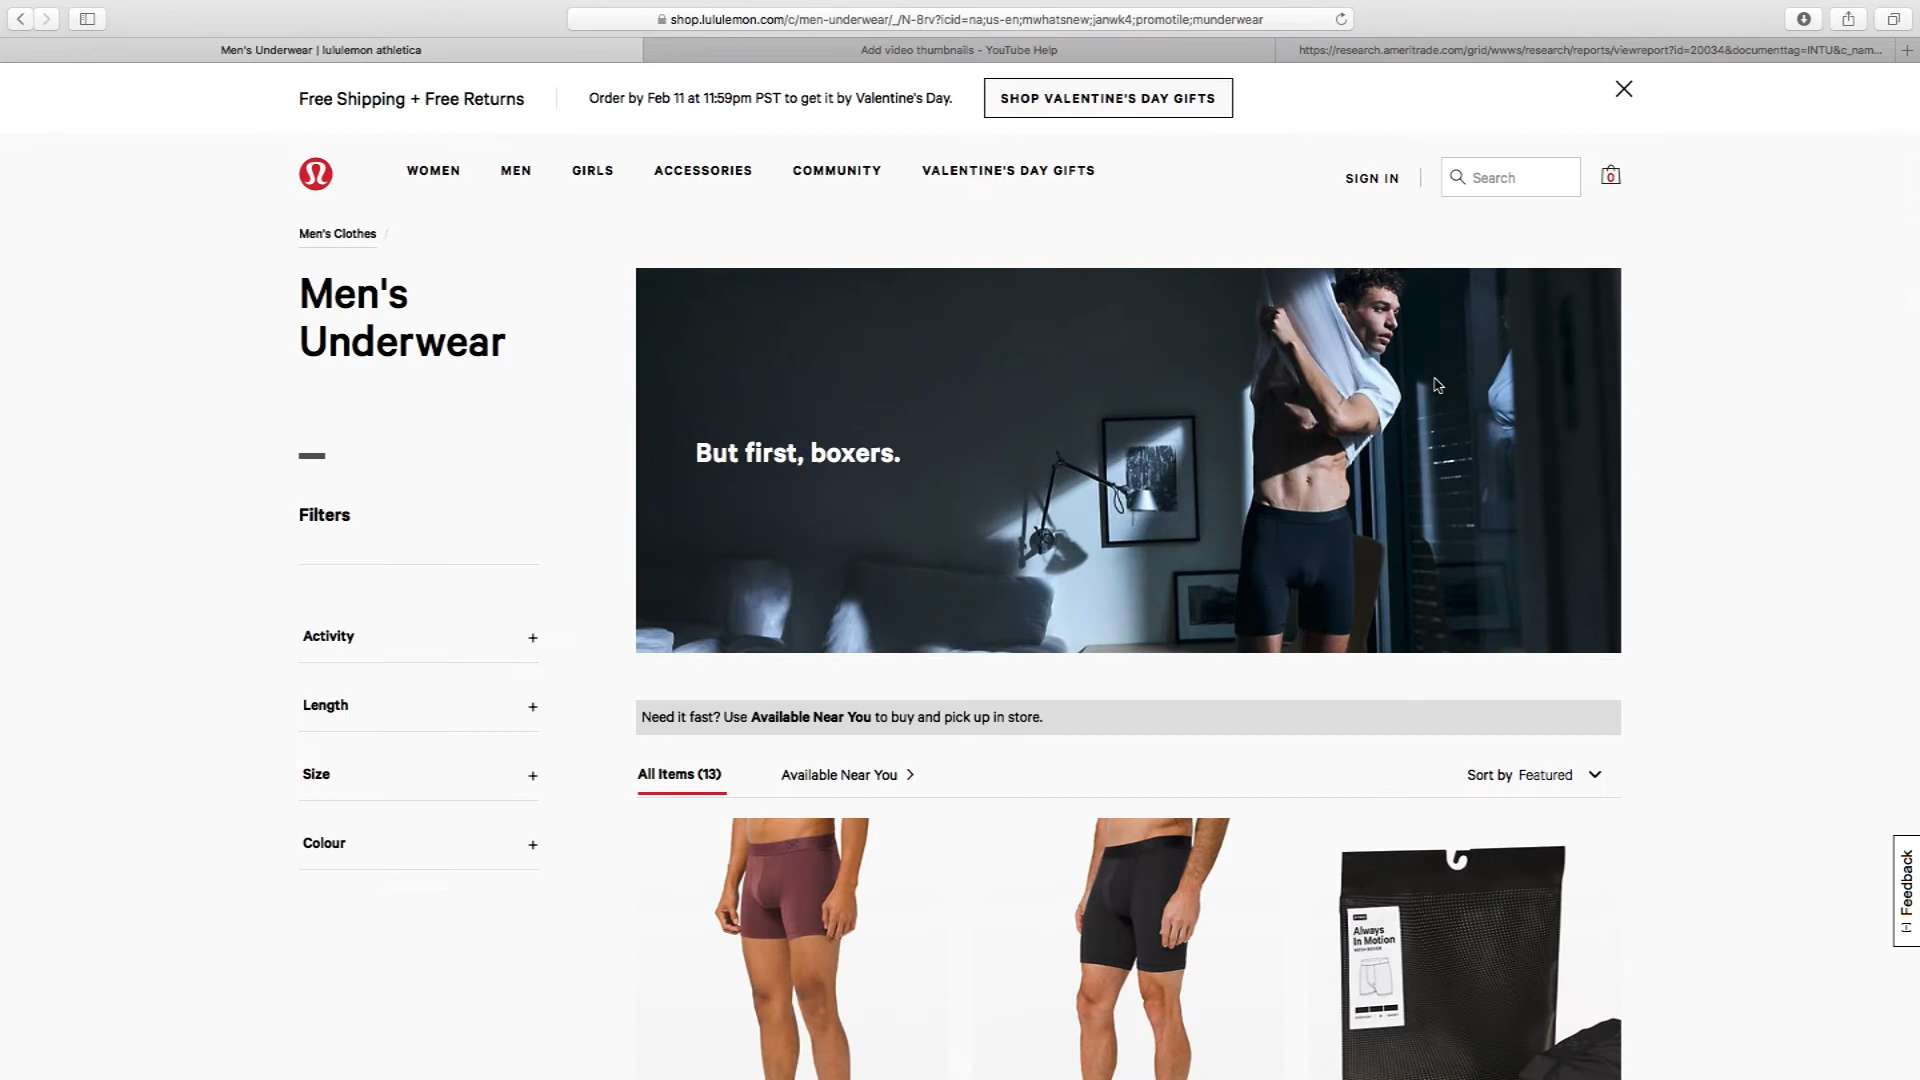 shop.lululemon.com/c/men-underwear/_/N-8rv?icid=na;us-en;mwhatsnew;janwk4;promotile;munderwear
Men's Underwear | lululemon athletica
Add video thumbnails - YouTube Help
https://research.ameritrade.com/grid/wwws/research/reports/viewreport?id=20034&documenttag=INTU&c_nam...
Free Shipping + Free Returns
Order by Feb 11 at 11:59pm PST to get it by Valentine's Day.
SHOP VALENTINE'S DAY GIFTS
WOMEN MEN GIRLS ACCESSORIES COMMUNITY VALENTINE'S DAY GIFTS
SIGN IN
Search
0
Men's Clothes /
Men's
Underwear
But first, boxers.
Filters
Activity +
Length +
Size +
Colour +
Need it fast? Use Available Near You to buy and pick up in store.
All Items (13)
Available Near You
Sort by Featured
Always
In Motion
[-] Feedback